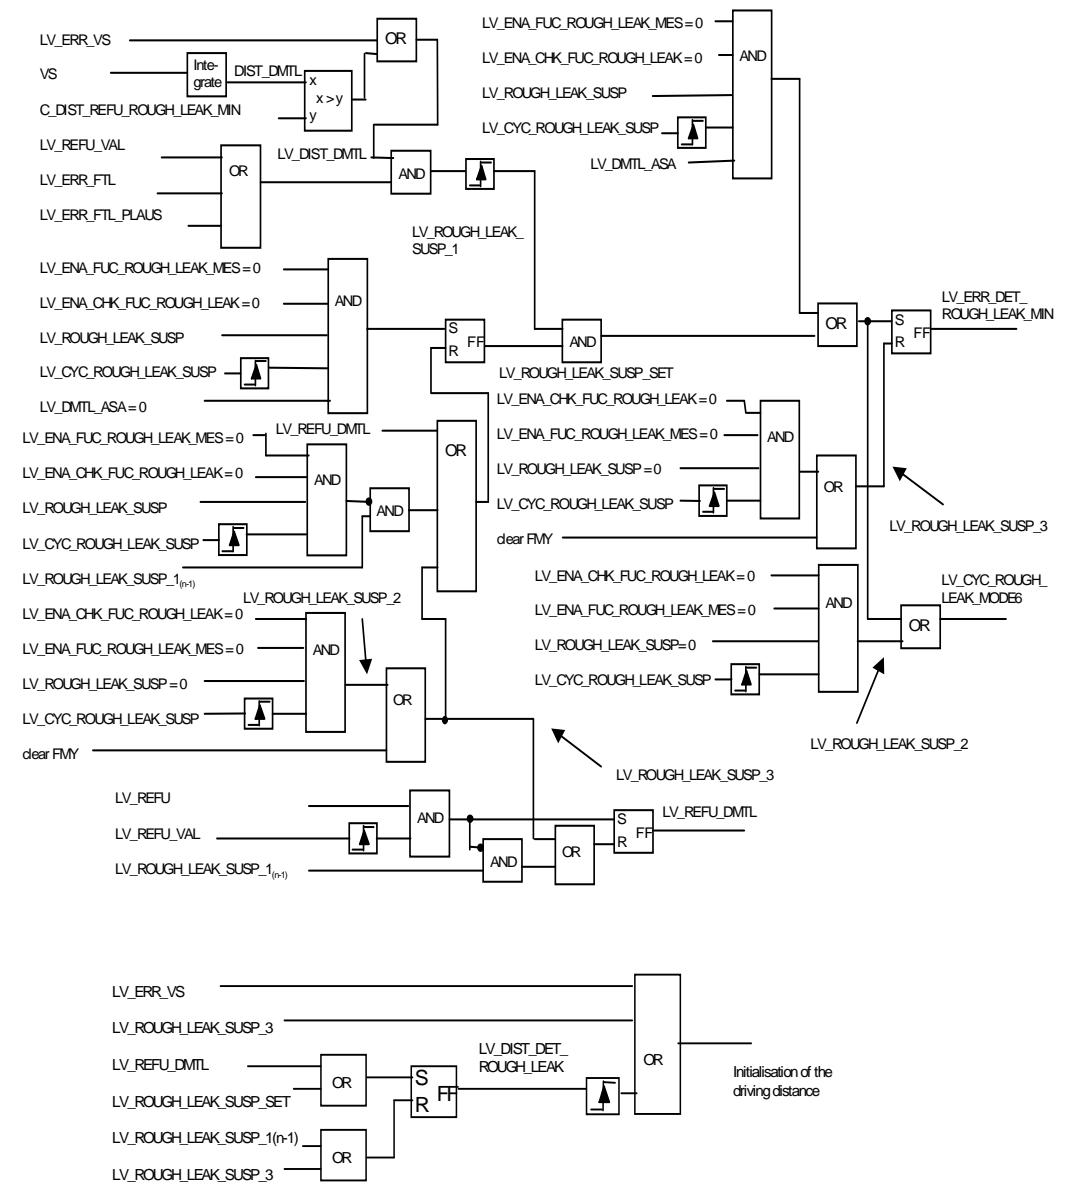 LV_ERR_VS
OR
VS
Inte-
grate
DIST_DMTL
x
x > y
y
C_DIST_REFU_ROUGH_LEAK_MIN
LV_REFU_VAL
LV_ERR_FTL
LV_ERR_FTL_PLAUS
OR
LV_DIST_DMTL
AND
LV_ROUGH_LEAK_
SUSP_1
LV_ENA_FUC_ROUGH_LEAK_MES = 0
LV_ENA_CHK_FUC_ROUGH_LEAK = 0
LV_ROUGH_LEAK_SUSP
LV_CYC_ROUGH_LEAK_SUSP
LV_DMTL_ASA
AND
LV_ENA_FUC_ROUGH_LEAK_MES = 0
LV_ENA_CHK_FUC_ROUGH_LEAK = 0
LV_ROUGH_LEAK_SUSP
LV_CYC_ROUGH_LEAK_SUSP
LV_DMTL_ASA = 0
AND
S
R
FF
AND
LV_ROUGH_LEAK_SUSP_SET
OR
S
R
FF
LV_ERR_DET_
ROUGH_LEAK_MIN
LV_ENA_FUC_ROUGH_LEAK_MES = 0
LV_ENA_CHK_FUC_ROUGH_LEAK = 0
LV_ROUGH_LEAK_SUSP
LV_CYC_ROUGH_LEAK_SUSP
LV_ROUGH_LEAK_SUSP_1(n-1)
AND
AND
LV_REFU_DMTL
OR
LV_ENA_CHK_FUC_ROUGH_LEAK = 0
LV_ENA_FUC_ROUGH_LEAK_MES = 0
LV_ROUGH_LEAK_SUSP = 0
LV_CYC_ROUGH_LEAK_SUSP
clear FMY
AND
OR
LV_ROUGH_LEAK_SUSP_3
LV_ENA_CHK_FUC_ROUGH_LEAK = 0
LV_ENA_FUC_ROUGH_LEAK_MES = 0
LV_ROUGH_LEAK_SUSP = 0
LV_CYC_ROUGH_LEAK_SUSP
clear FMY
LV_ROUGH_LEAK_SUSP_2
AND
OR
LV_ROUGH_LEAK_SUSP_3
LV_ENA_CHK_FUC_ROUGH_LEAK = 0
LV_ENA_FUC_ROUGH_LEAK_MES = 0
LV_ROUGH_LEAK_SUSP= 0
LV_CYC_ROUGH_LEAK_SUSP
AND
OR
LV_CYC_ROUGH_
LEAK_MODE6
LV_ROUGH_LEAK_SUSP_2
LV_REFU
LV_REFU_VAL
LV_ROUGH_LEAK_SUSP_1(n-1)
AND
AND
OR
S
R
FF
LV_REFU_DMTL
LV_ERR_VS
LV_ROUGH_LEAK_SUSP_3
LV_REFU_DMTL
LV_ROUGH_LEAK_SUSP_SET
LV_ROUGH_LEAK_SUSP_1(n-1)
LV_ROUGH_LEAK_SUSP_3
OR
OR
S
R
FF
LV_DIST_DET_
ROUGH_LEAK
OR
Initialisation of the
driving distance